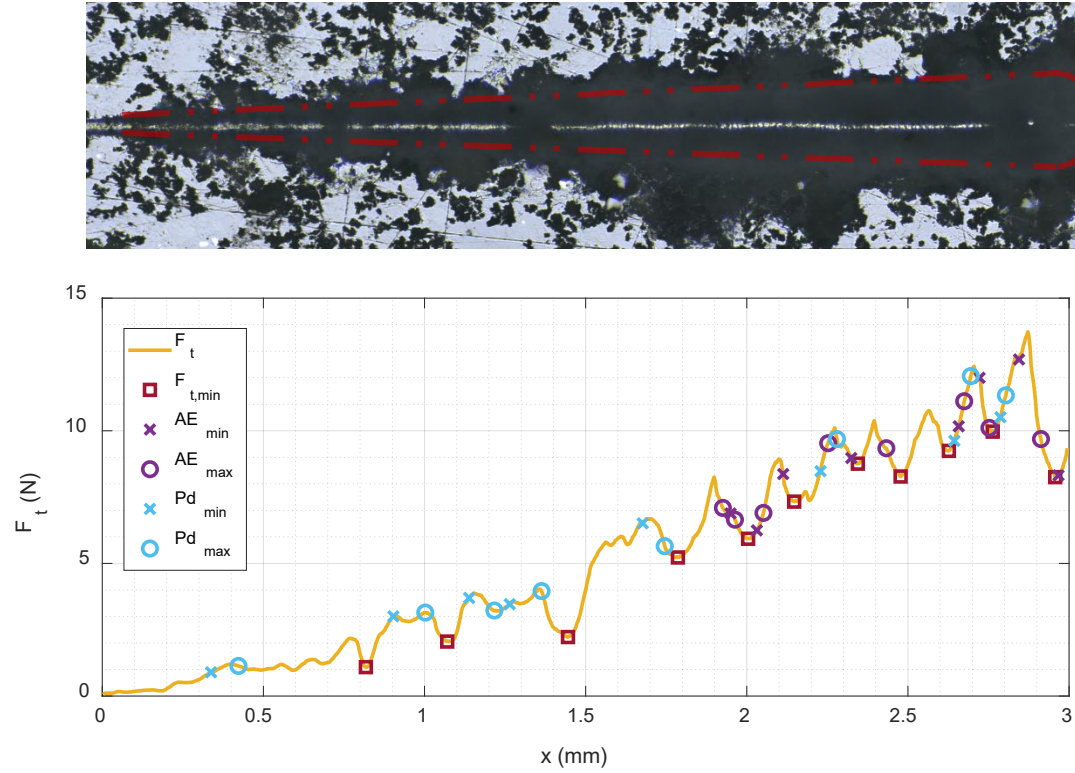 15
10
5
0
F t (N)
F t
F t,min
AE min
AE max
Pd min
Pd max
0 0.5 1 1.5 2 2.5 3
x (mm)